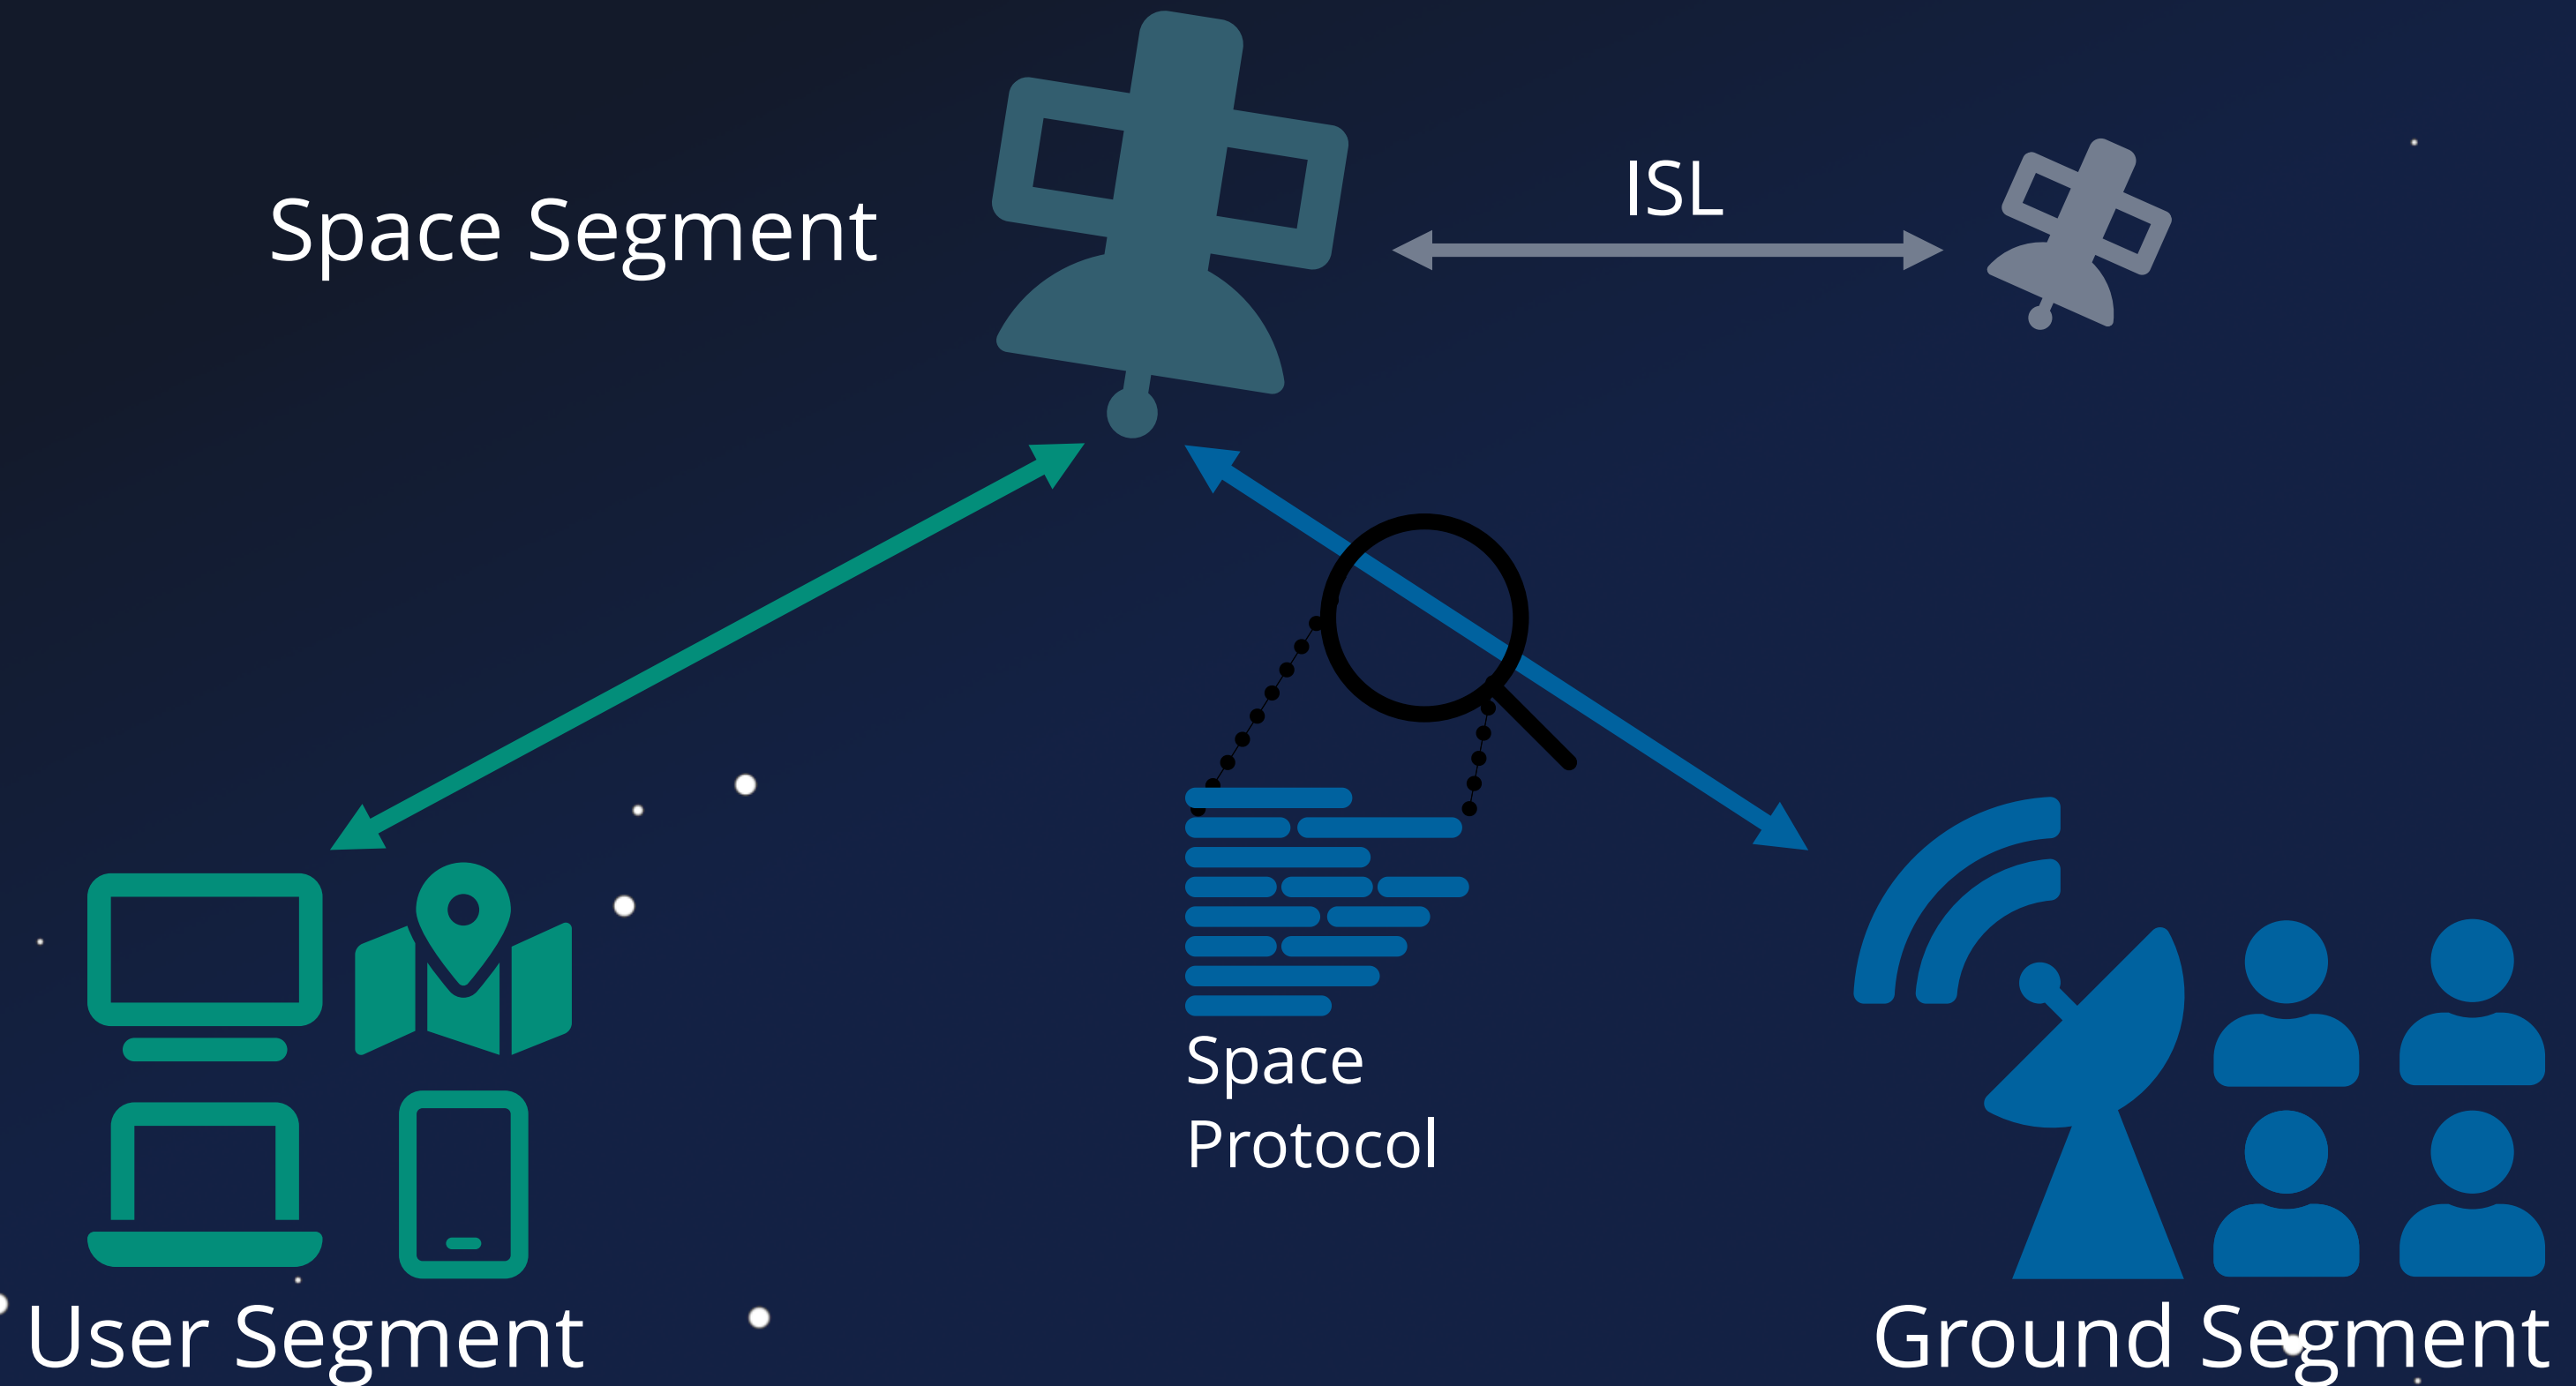 Space Segment
ISL
Space
Protocol
User Segment
Ground Segment